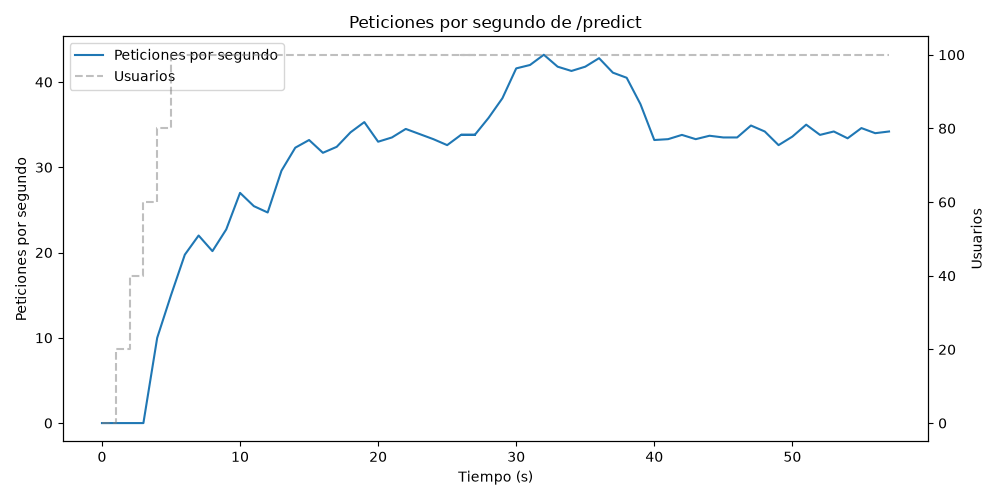 Peticiones por segundo de /predict
Peticiones por segundo
Usuarios
Peticiones por segundo
40
30
20
10
0
100
80
60
40
20
0
Usuarios
0 10 20 30 40 50
Tiempo (s)